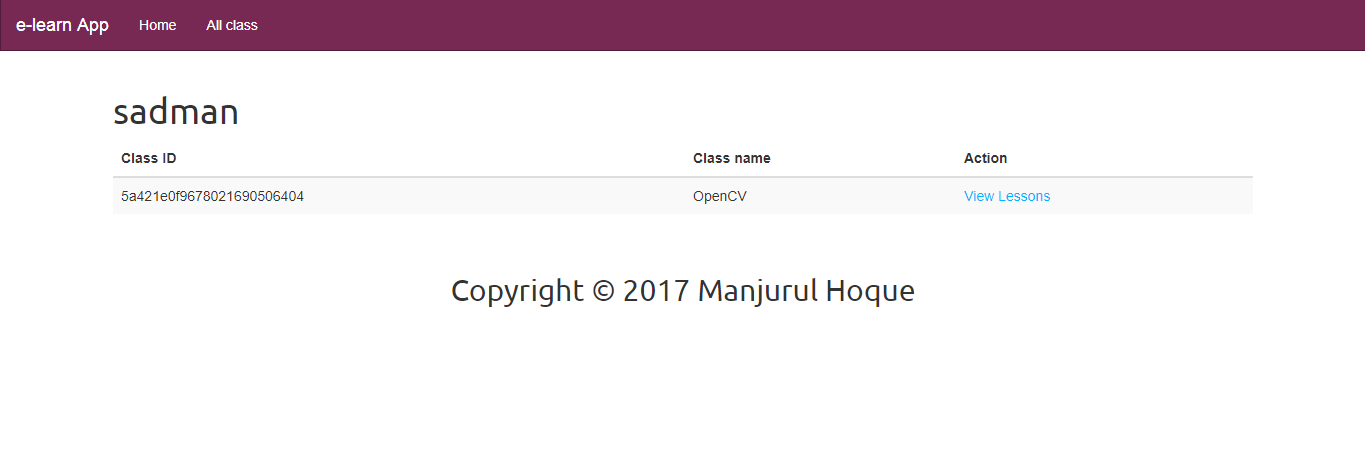 e-learn App Home All class
sadman
Class ID Class name Action
5a421e0f9678021690506404 OpenCV View Lessons
Copyright © 2017 Manjurul Hoque